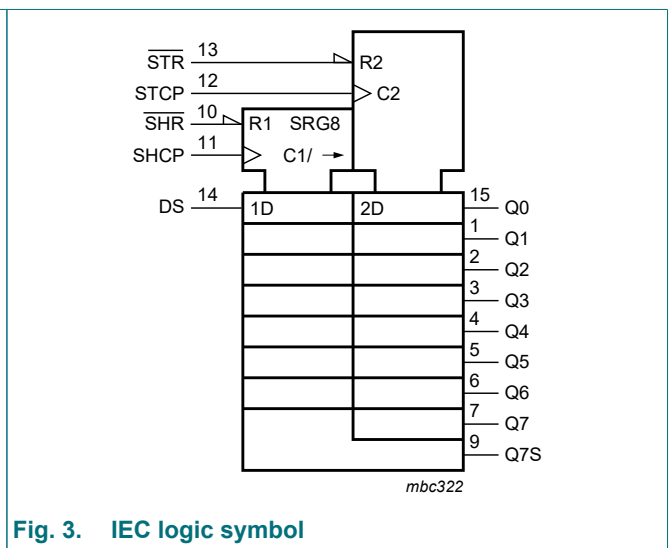 S̅T̅R̅ 13 R2
STCP 12 C2
S̅H̅R̅ 10 R1 SRG8
SHCP 11 C1/ →
DS 14 1D 2D 15 Q0
1 Q1
2 Q2
3 Q3
4 Q4
5 Q5
6 Q6
7 Q7
9 Q7S
mbc322
Fig. 3. IEC logic symbol